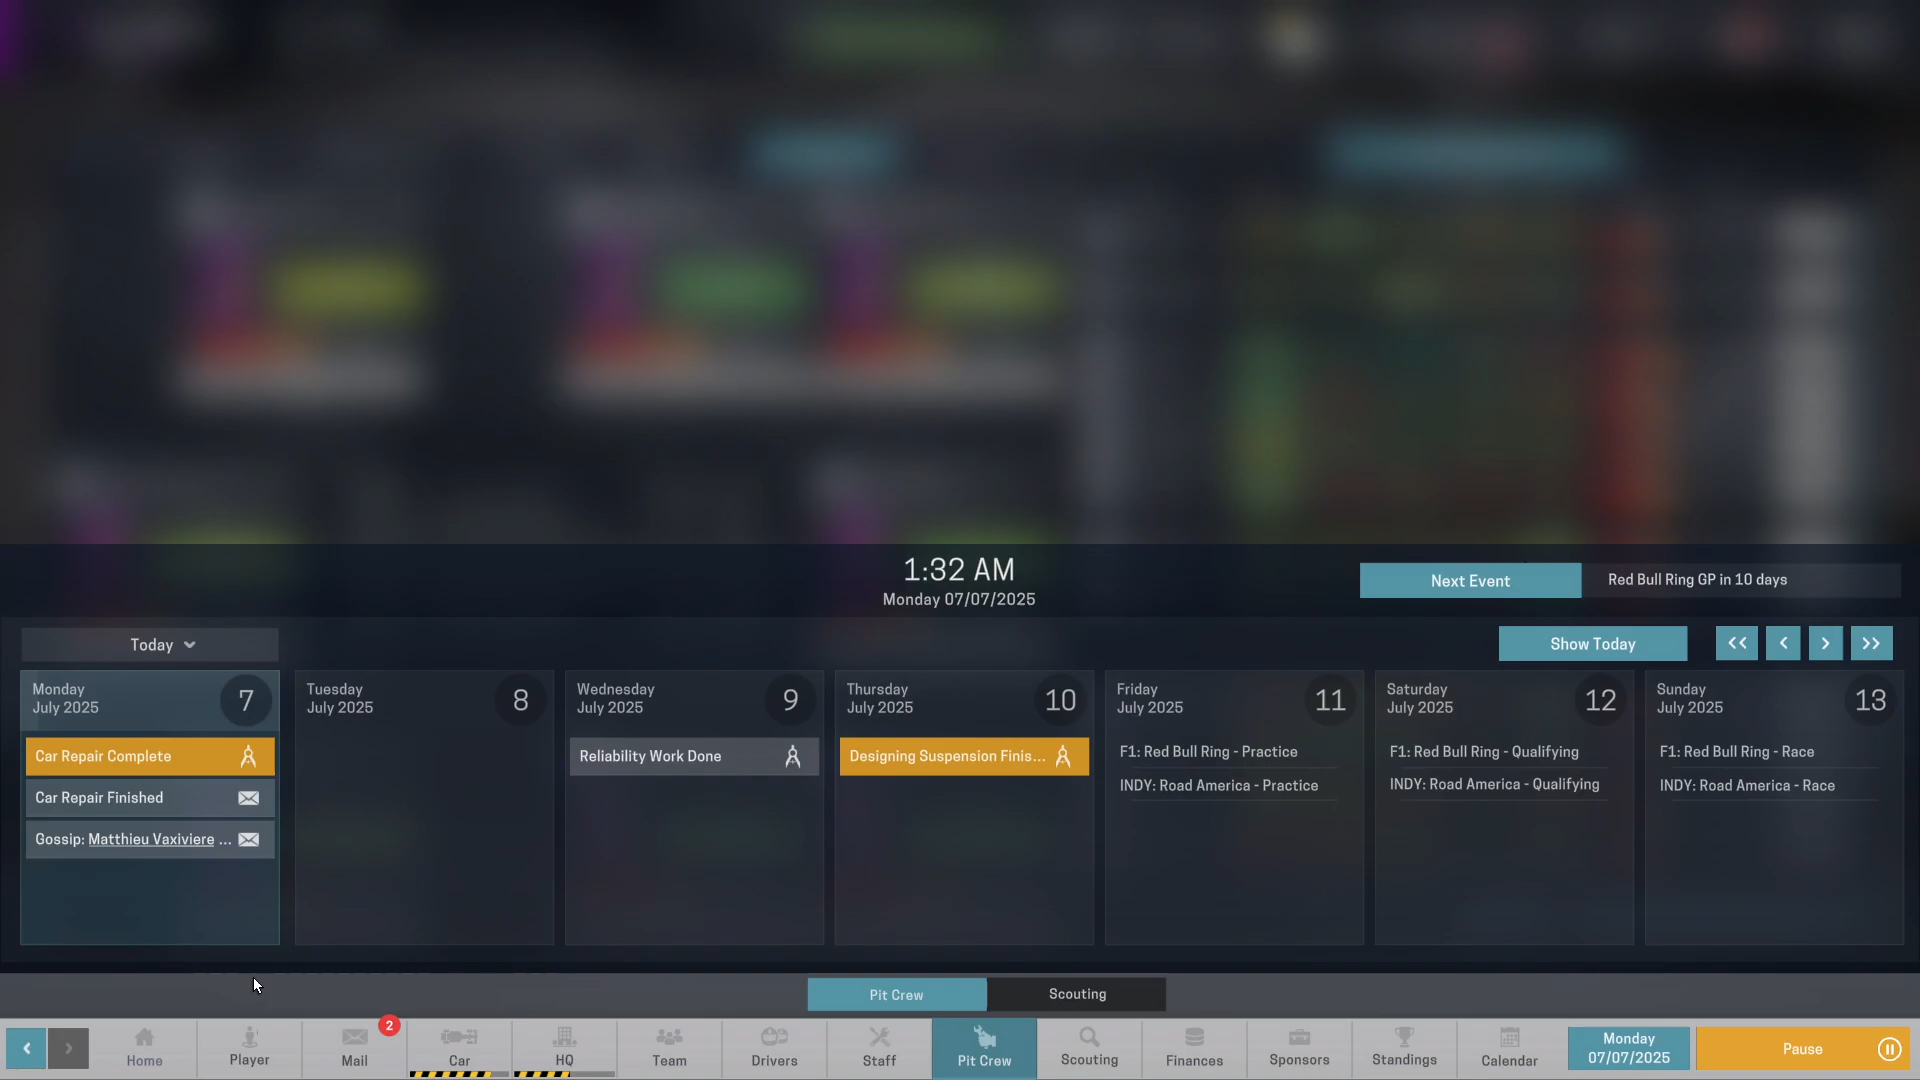 1:32 AM
Monday 07/07/2025
Next Event
Red Bull Ring GP in 10 days
Today
Show Today
<<
<
>
>>
Monday
July 2025
7
Tuesday
July 2025
8
Wednesday
July 2025
9
Thursday
July 2025
10
Friday
July 2025
11
Saturday
July 2025
12
Sunday
July 2025
13
Car Repair Complete
Car Repair Finished
Gossip: Matthieu Vaxiviere ...
Reliability Work Done
Designing Suspension Finis...
F1: Red Bull Ring - Practice
INDY: Road America - Practice
F1: Red Bull Ring - Qualifying
INDY: Road America - Qualifying
F1: Red Bull Ring - Race
INDY: Road America - Race
Pit Crew
Scouting
<
>
Home
Player
2
Mail
Car
HQ
Team
Drivers
Staff
Pit Crew
Scouting
Finances
Sponsors
Standings
Calendar
Monday
07/07/2025
Pause